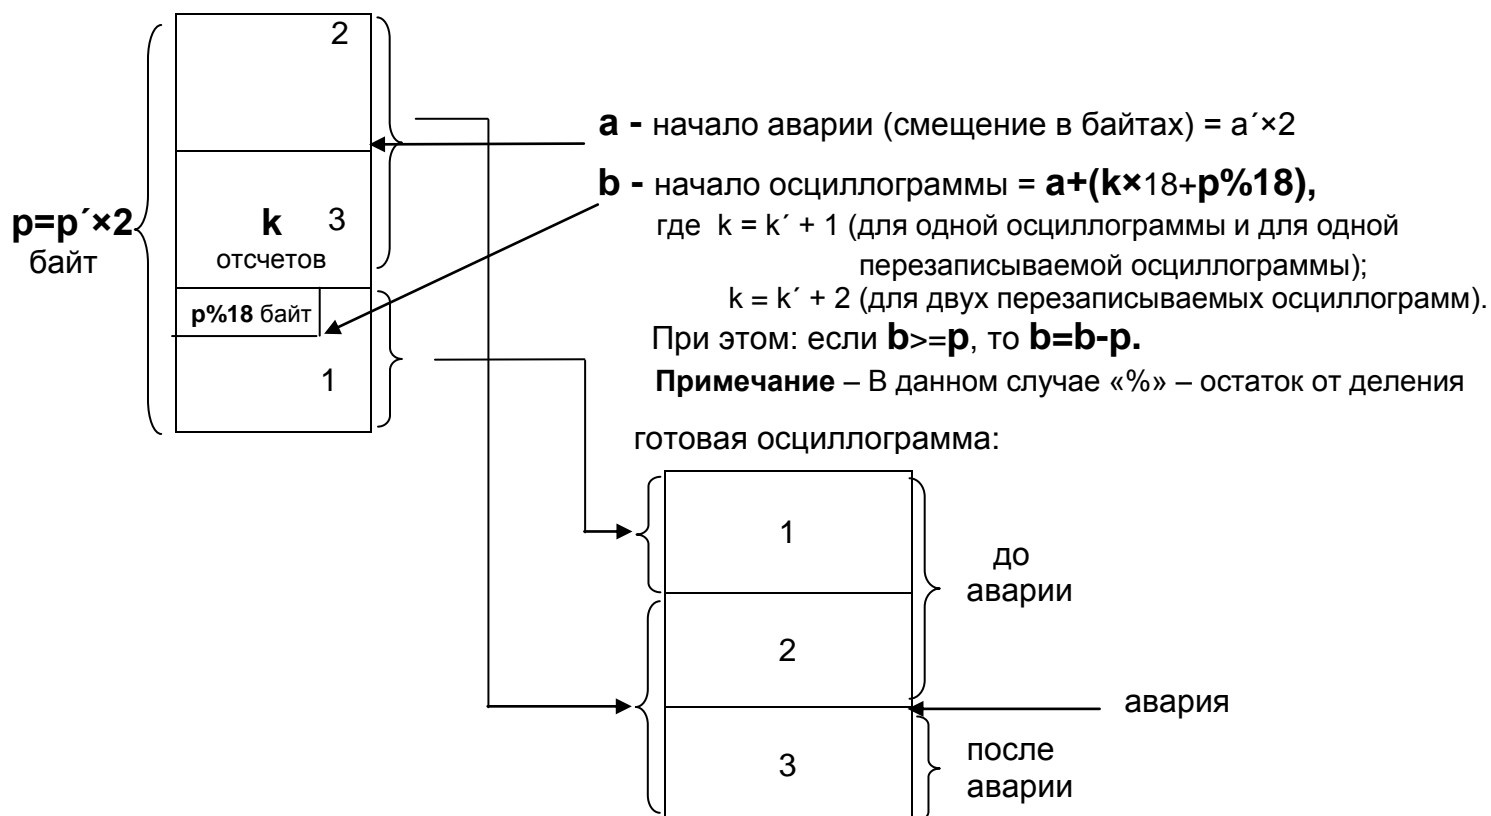 2
a - начало аварии (смещение в байтах) = a´×2
b - начало осциллограммы = a+(k×18+p%18),
p=p´×2
байт
k 3
отсчетов
где k = k´ + 1 (для одной осциллограммы и для одной
перезаписываемой осциллограммы);
k = k´ + 2 (для двух перезаписываемых осциллограмм).
p%18 байт
При этом: если b>=p, то b=b-p.
1
Примечание – В данном случае «%» – остаток от деления
готовая осциллограмма:
1
до
аварии
2
авария
3
после
аварии